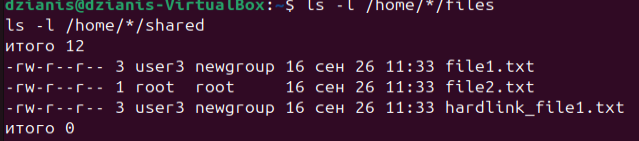 dzianis@dzianis-VirtualBox:~$ ls -l /home/*/files
ls -l /home/*/shared
итого 12
-rw-r--r-- 3 user3 newgroup 16 сен 26 11:33 file1.txt
-rw-r--r-- 1 root  root     16 сен 26 11:33 file2.txt
-rw-r--r-- 3 user3 newgroup 16 сен 26 11:33 hardlink_file1.txt
итого 0